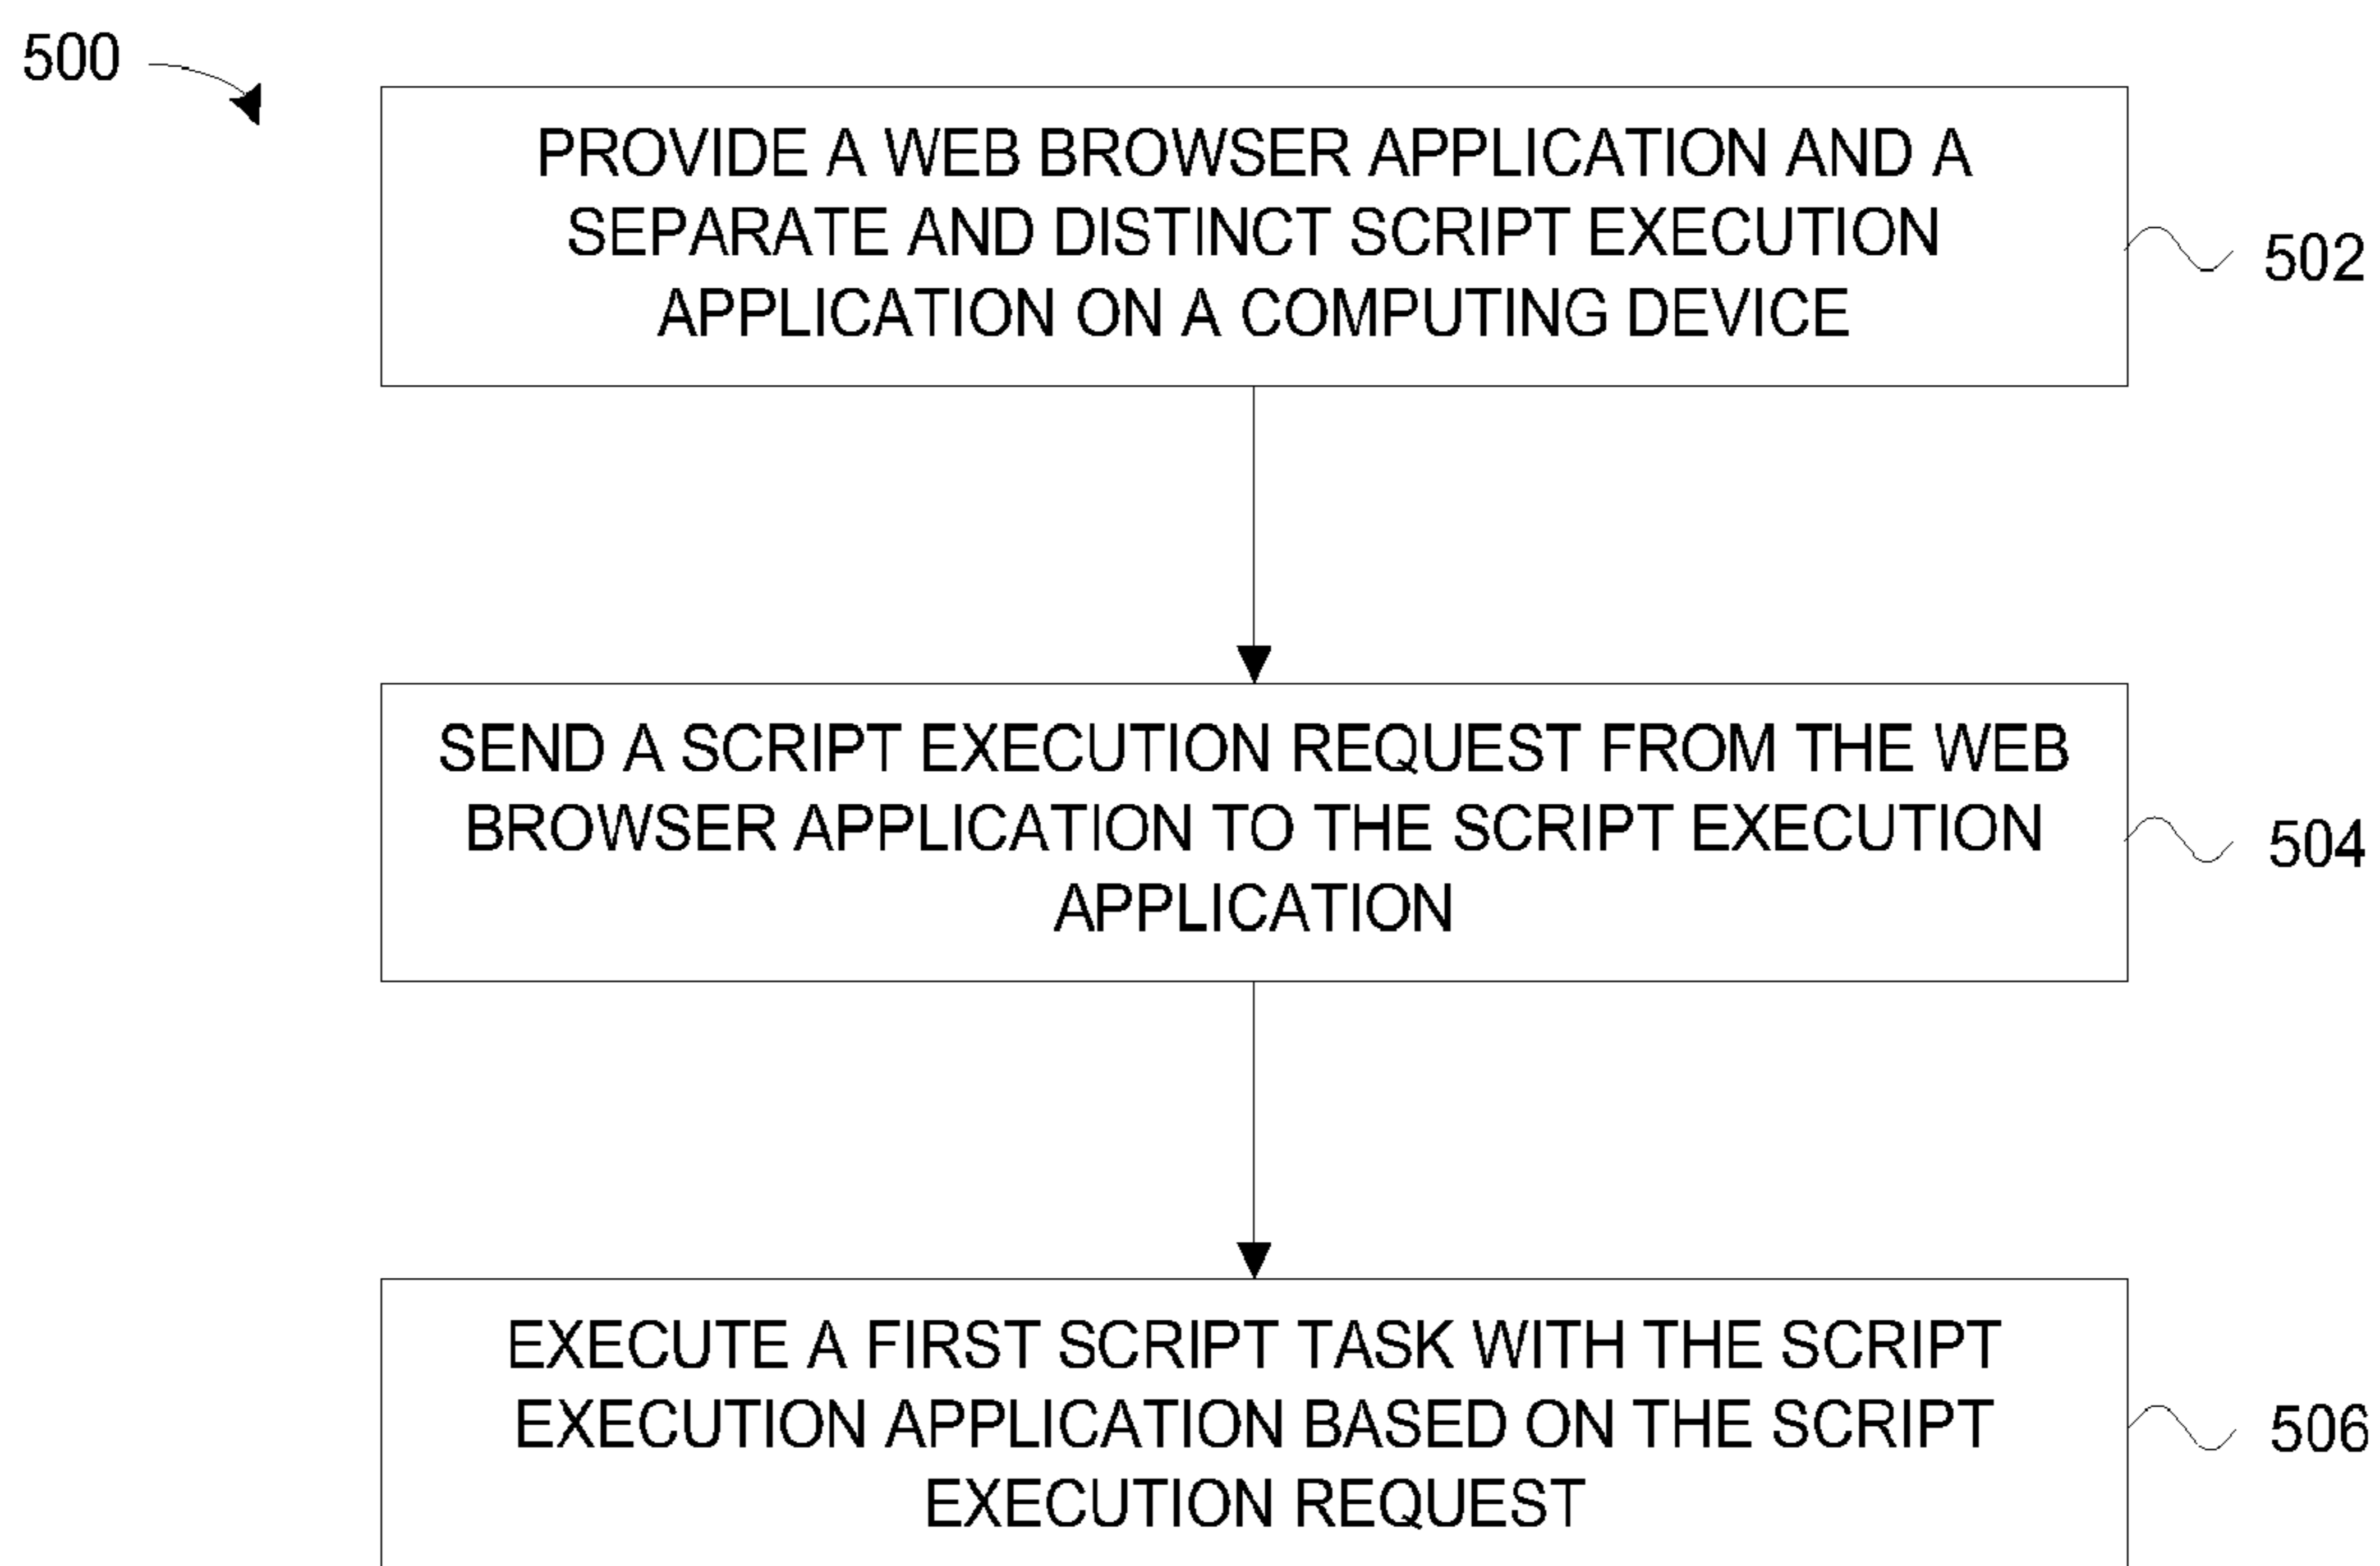 500
PROVIDE A WEB BROWSER APPLICATION AND A
SEPARATE AND DISTINCT SCRIPT EXECUTION
APPLICATION ON A COMPUTING DEVICE
502
SEND A SCRIPT EXECUTION REQUEST FROM THE WEB
BROWSER APPLICATION TO THE SCRIPT EXECUTION
APPLICATION
504
EXECUTE A FIRST SCRIPT TASK WITH THE SCRIPT
EXECUTION APPLICATION BASED ON THE SCRIPT
EXECUTION REQUEST
506